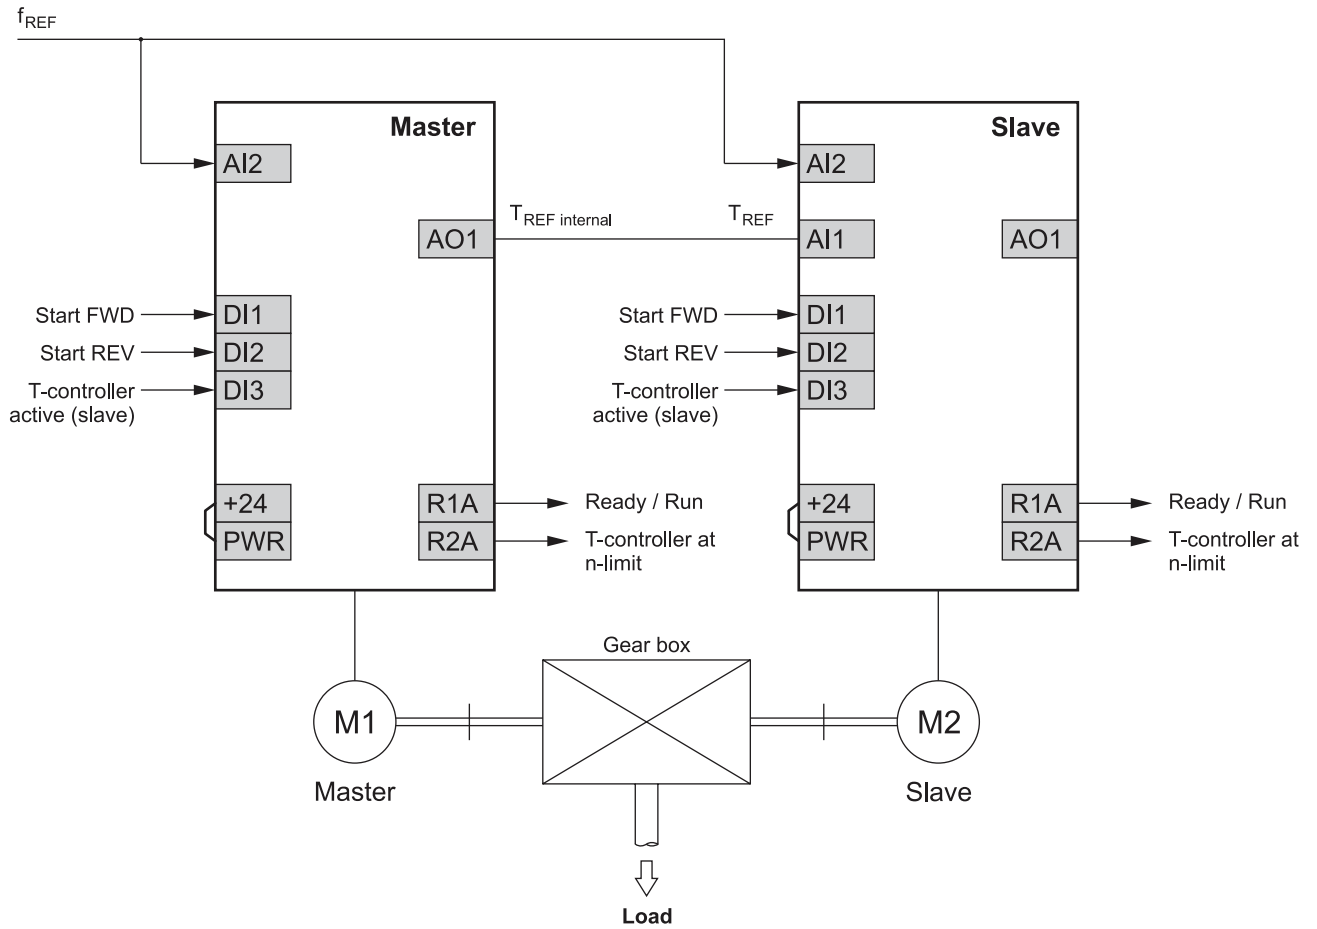 fREF
Master
Slave
AI2
AI2
TREF internal
TREF
AO1
AI1
AO1
Start FWD
DI1
Start FWD
DI1
Start REV
DI2
Start REV
DI2
T-controller
active (slave)
DI3
T-controller
active (slave)
DI3
+24
R1A
Ready / Run
+24
R1A
Ready / Run
PWR
R2A
T-controller at
n-limit
PWR
R2A
T-controller at
n-limit
Gear box
M1
M2
Master
Slave
Load